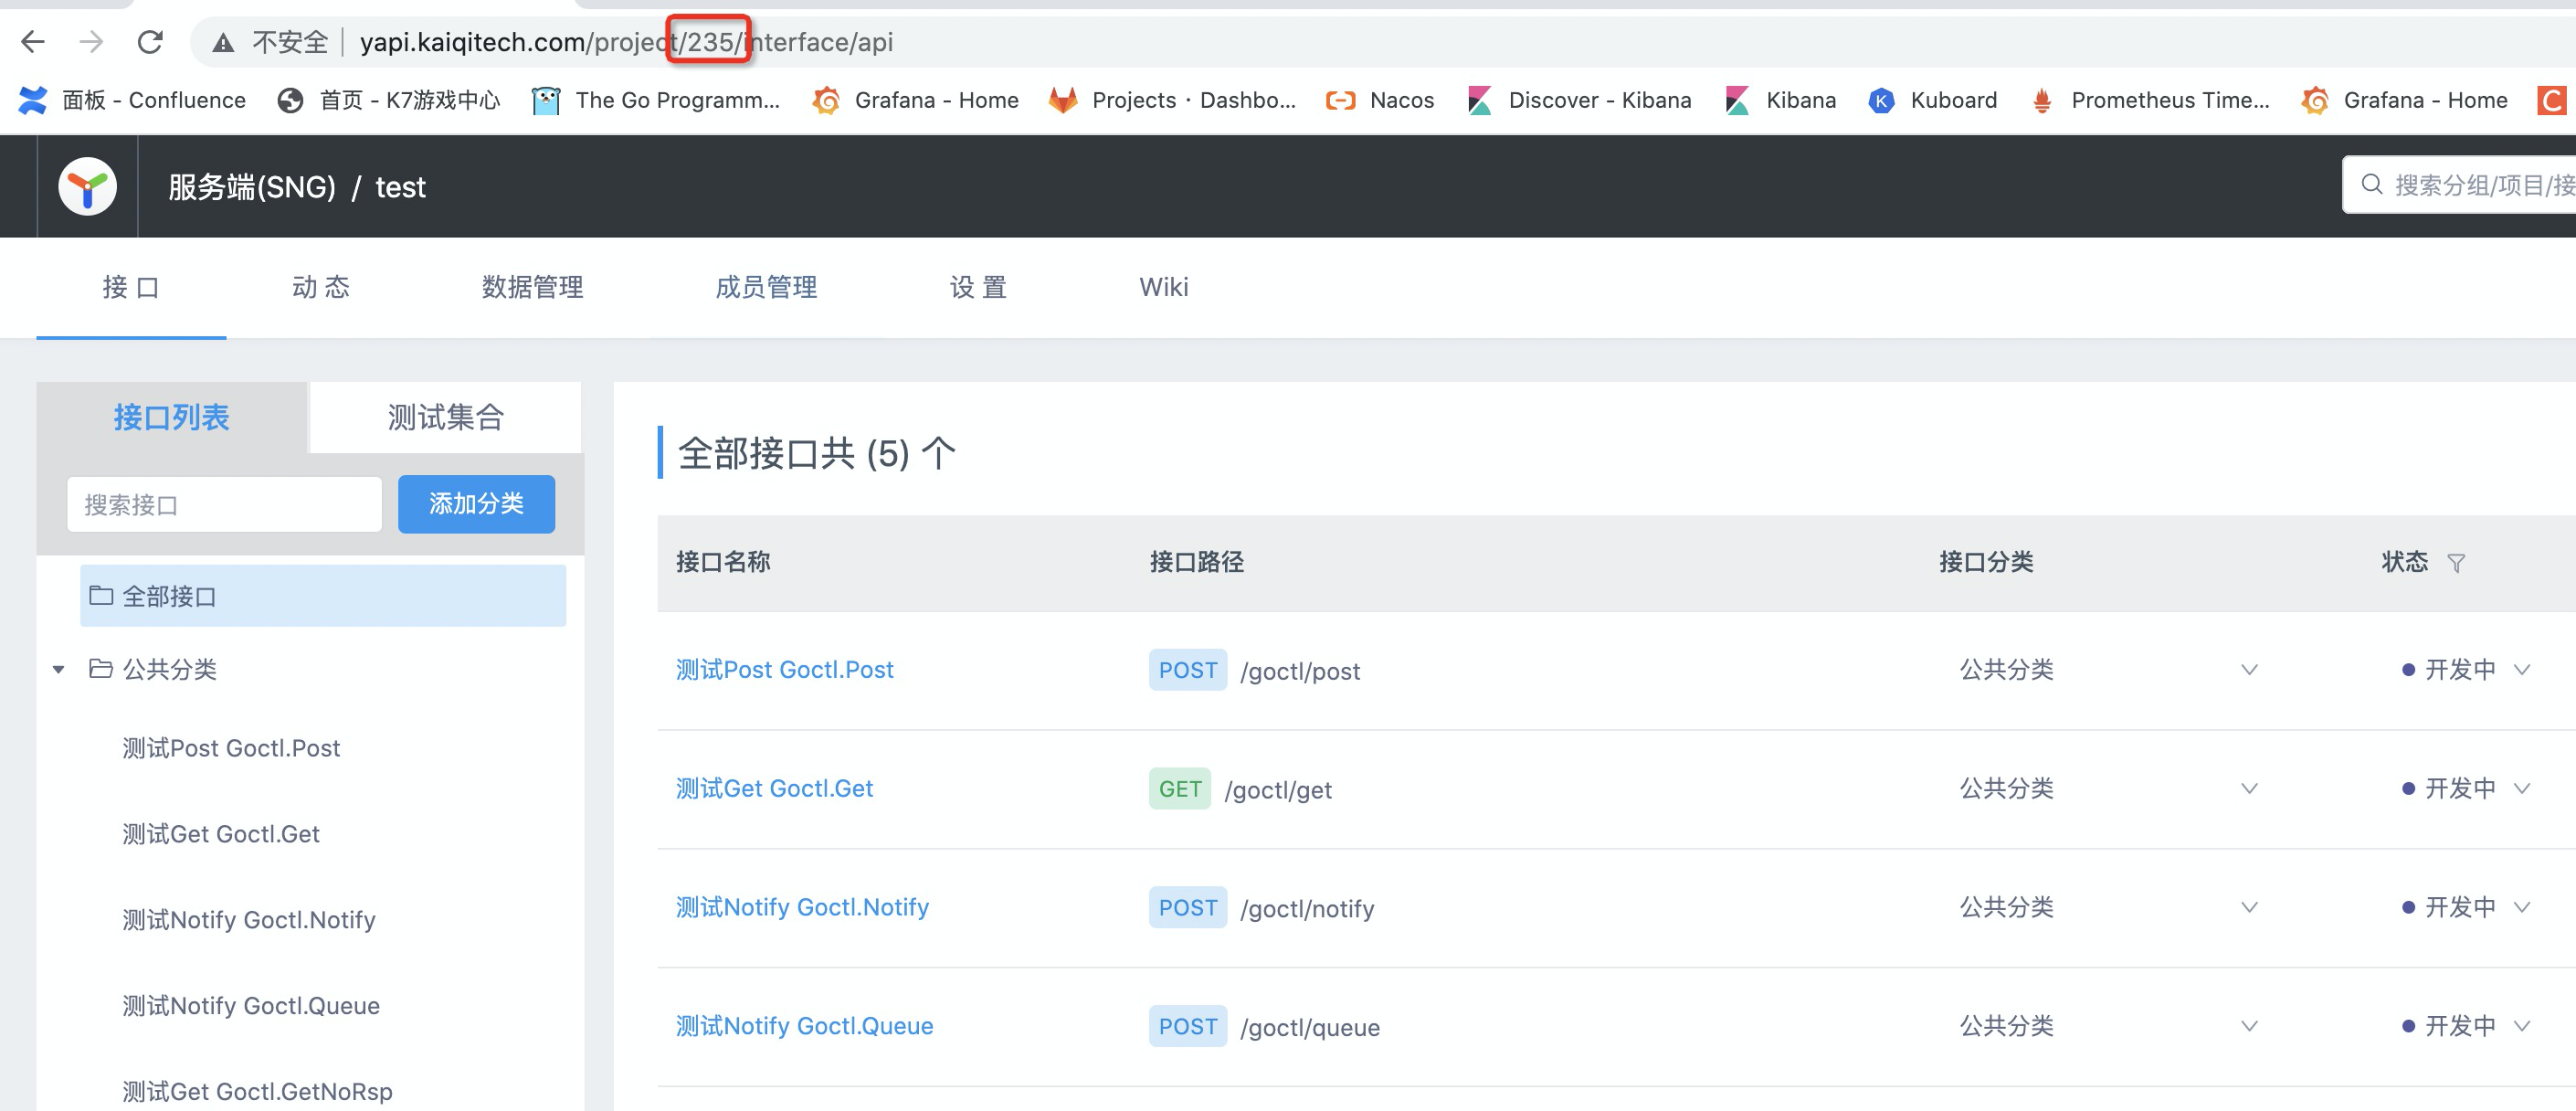 不安全 yapi.kaiqitech.com/project/235/interface/api
面板 - Confluence 首页 - K7游戏中心 The Go Programm... Grafana - Home Projects · Dashbo... Nacos Discover - Kibana Kibana Kuboard Prometheus Time... Grafana - Home
服务端(SNG) / test 搜索分组/项目/接
接 口 动 态 数据管理 成员管理 设 置 Wiki
接口列表 测试集合
搜索接口 添加分类
全部接口
公共分类
测试Post Goctl.Post
测试Get Goctl.Get
测试Notify Goctl.Notify
测试Notify Goctl.Queue
测试Get Goctl.GetNoRsp
全部接口共 (5) 个
接口名称 接口路径 接口分类 状态
测试Post Goctl.Post POST /goctl/post 公共分类 开发中
测试Get Goctl.Get GET /goctl/get 公共分类 开发中
测试Notify Goctl.Notify POST /goctl/notify 公共分类 开发中
测试Notify Goctl.Queue POST /goctl/queue 公共分类 开发中